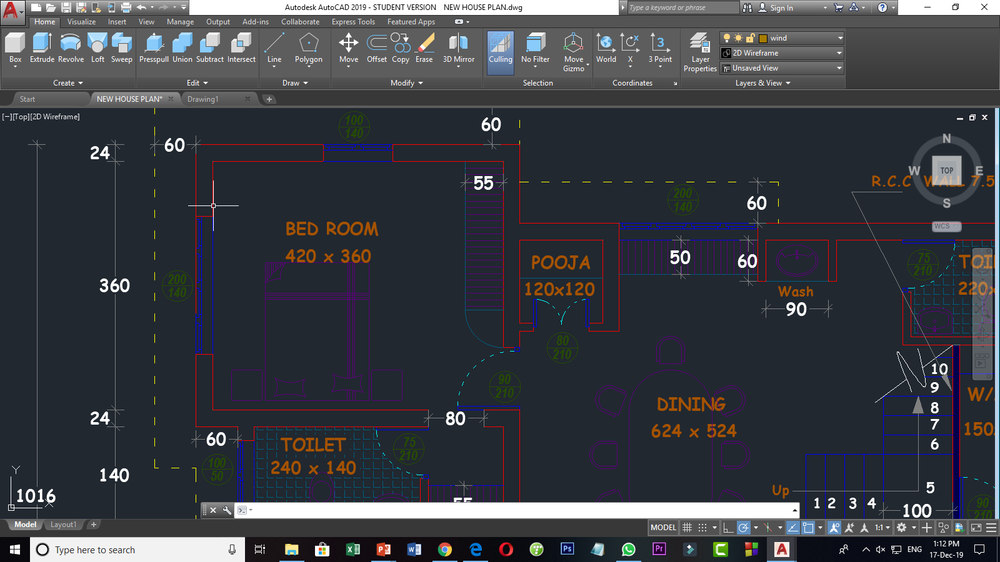 Autodesk AutoCAD 2019 - STUDENT VERSION NEW HOUSE PLAN.dwg
Type a keyword or phrase
Sign In
Home Visualize Insert View Manage Output Add-ins Collaborate Express Tools Featured Apps
Box Extrude Revolve Loft Sweep Presspull Union Subtract Intersect Line Polygon Move Offset Copy Erase 3D Mirror Culling No Filter Move Gizmo World X 3 Point Layer Properties
wind
2D Wireframe
Unsaved View
Create Edit Draw Modify Selection Coordinates Layers & View
Start NEW HOUSE PLAN* Drawing1
[−][Top][2D Wireframe]
100
140
60
60
24
N
W TOP E
S
WCS
R.C.C WALL 7.5
55
200
140
60
BED ROOM
420 x 360
360
200
140
POOJA
120x120
50
60
Wash
90
75
210
TOI
220x
80
210
90
210
10
9
8
7
6
5
W/
150
DINING
624 x 524
24
80
60
TOILET
240 x 140
75
210
100
50
140
1016
55
Up
1 2 3 4
100
90
210
Y
X
Model Layout1
MODEL
1:1
Type here to search
ENG
1:12 PM
17-Dec-19